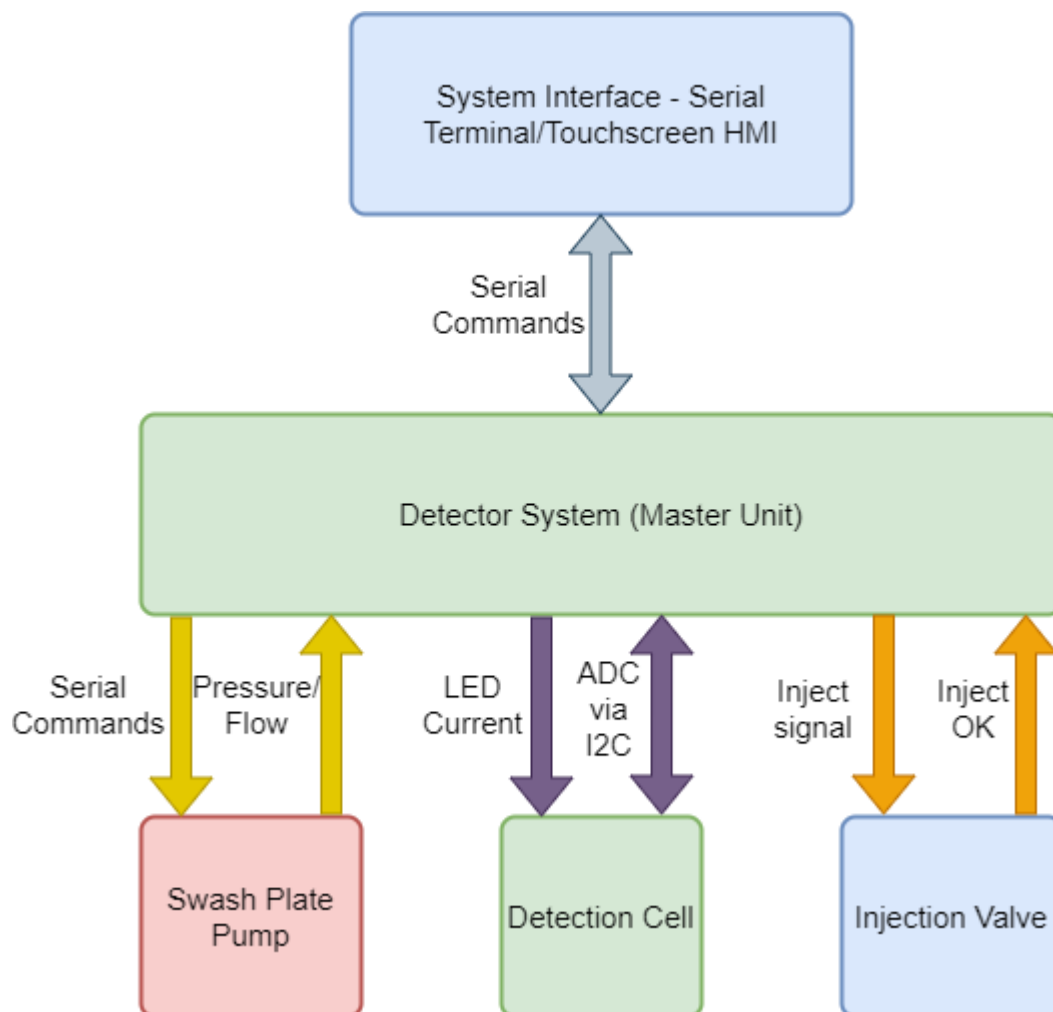 System Interface - Serial
Terminal/Touchscreen HMI
Serial
Commands
Detector System (Master Unit)
Serial
Commands
Pressure/
Flow
LED
Current
ADC
via
I2C
Inject
signal
Inject
OK
Swash Plate
Pump
Detection Cell
Injection Valve